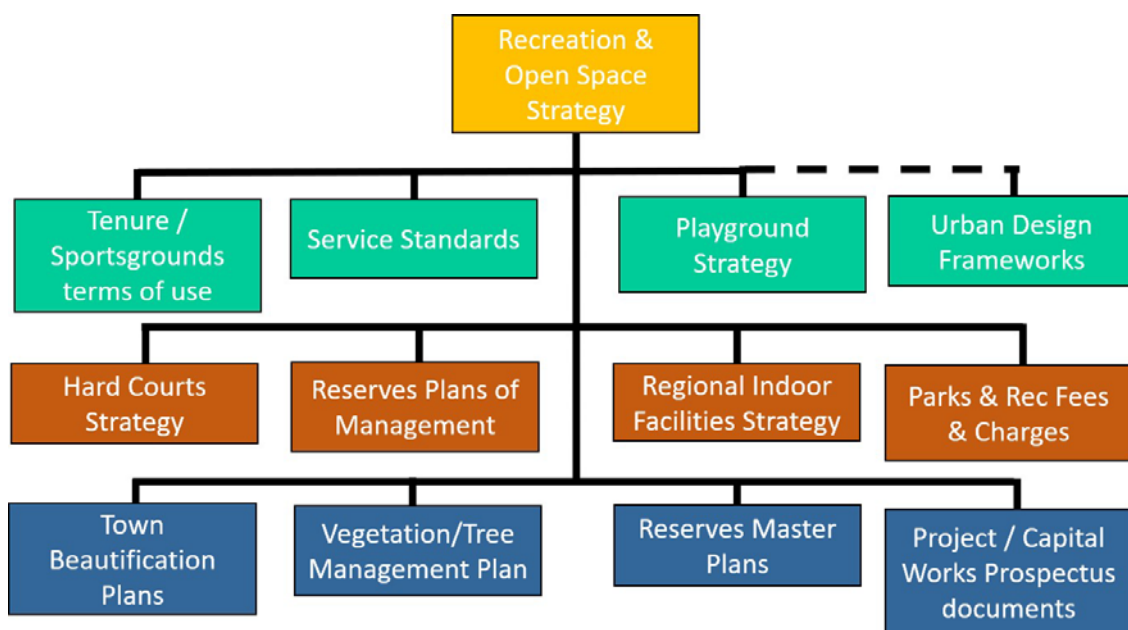 Recreation &
Open Space
Strategy
Tenure /
Sportsgrounds
terms of use
Service Standards
Playground
Strategy
Urban Design
Frameworks
Hard Courts
Strategy
Reserves Plans of
Management
Regional Indoor
Facilities Strategy
Parks & Rec Fees
& Charges
Town
Beautification
Plans
Vegetation/Tree
Management Plan
Reserves Master
Plans
Project / Capital
Works Prospectus
documents